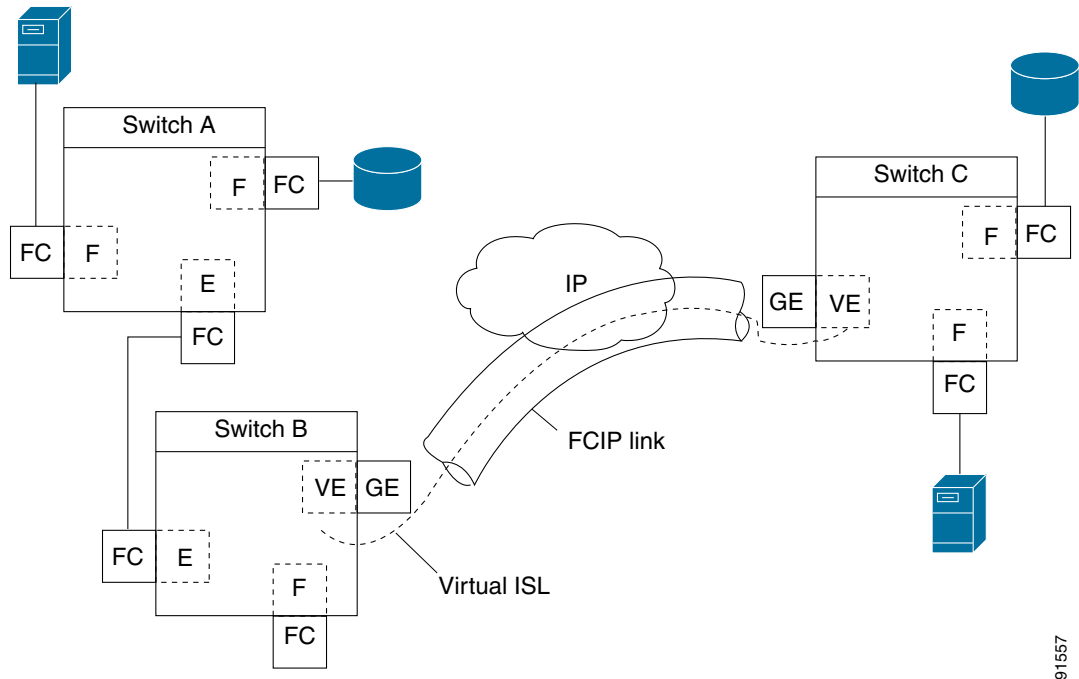 Switch A
F FC
FC F
E
FC
Switch C
F FC
IP
GE VE
F
FC
FCIP link
Switch B
VE GE
FC E
Virtual ISL
F
FC
91557